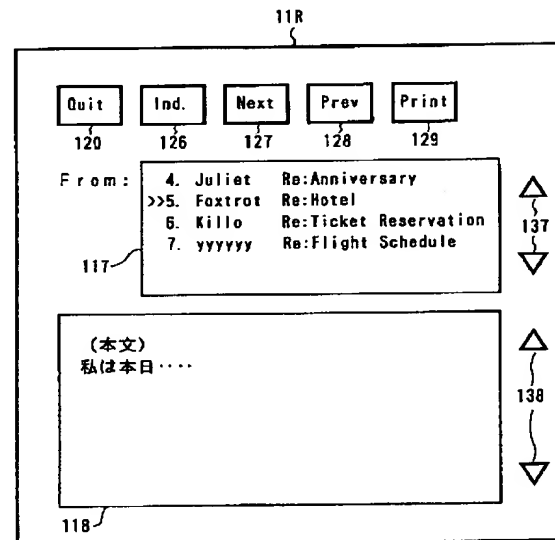 11R
Quit Ind. Next Prev Print
120 126 127 128 129
From: 4. Juliet Re:Anniversary
>>5. Foxtrot Re:Hotel
6. Killo Re:Ticket Reservation
7. yyyyyy Re:Flight Schedule
137
117
(本文)
私は本日‥‥
138
118